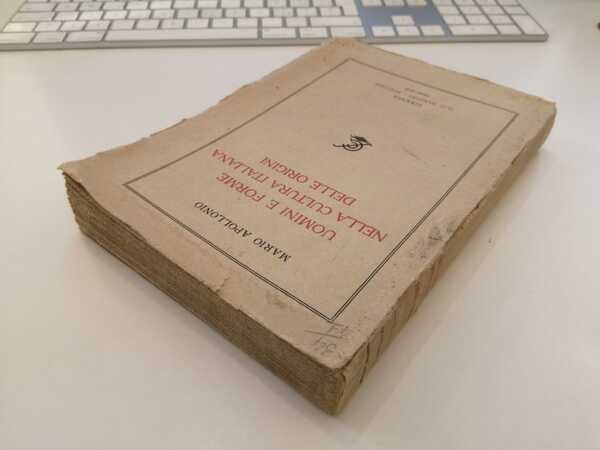 MARIO APOLLONIO
UOMINI E FORME
NELLA CULTURA ITALIANA
DELLE ORIGINI